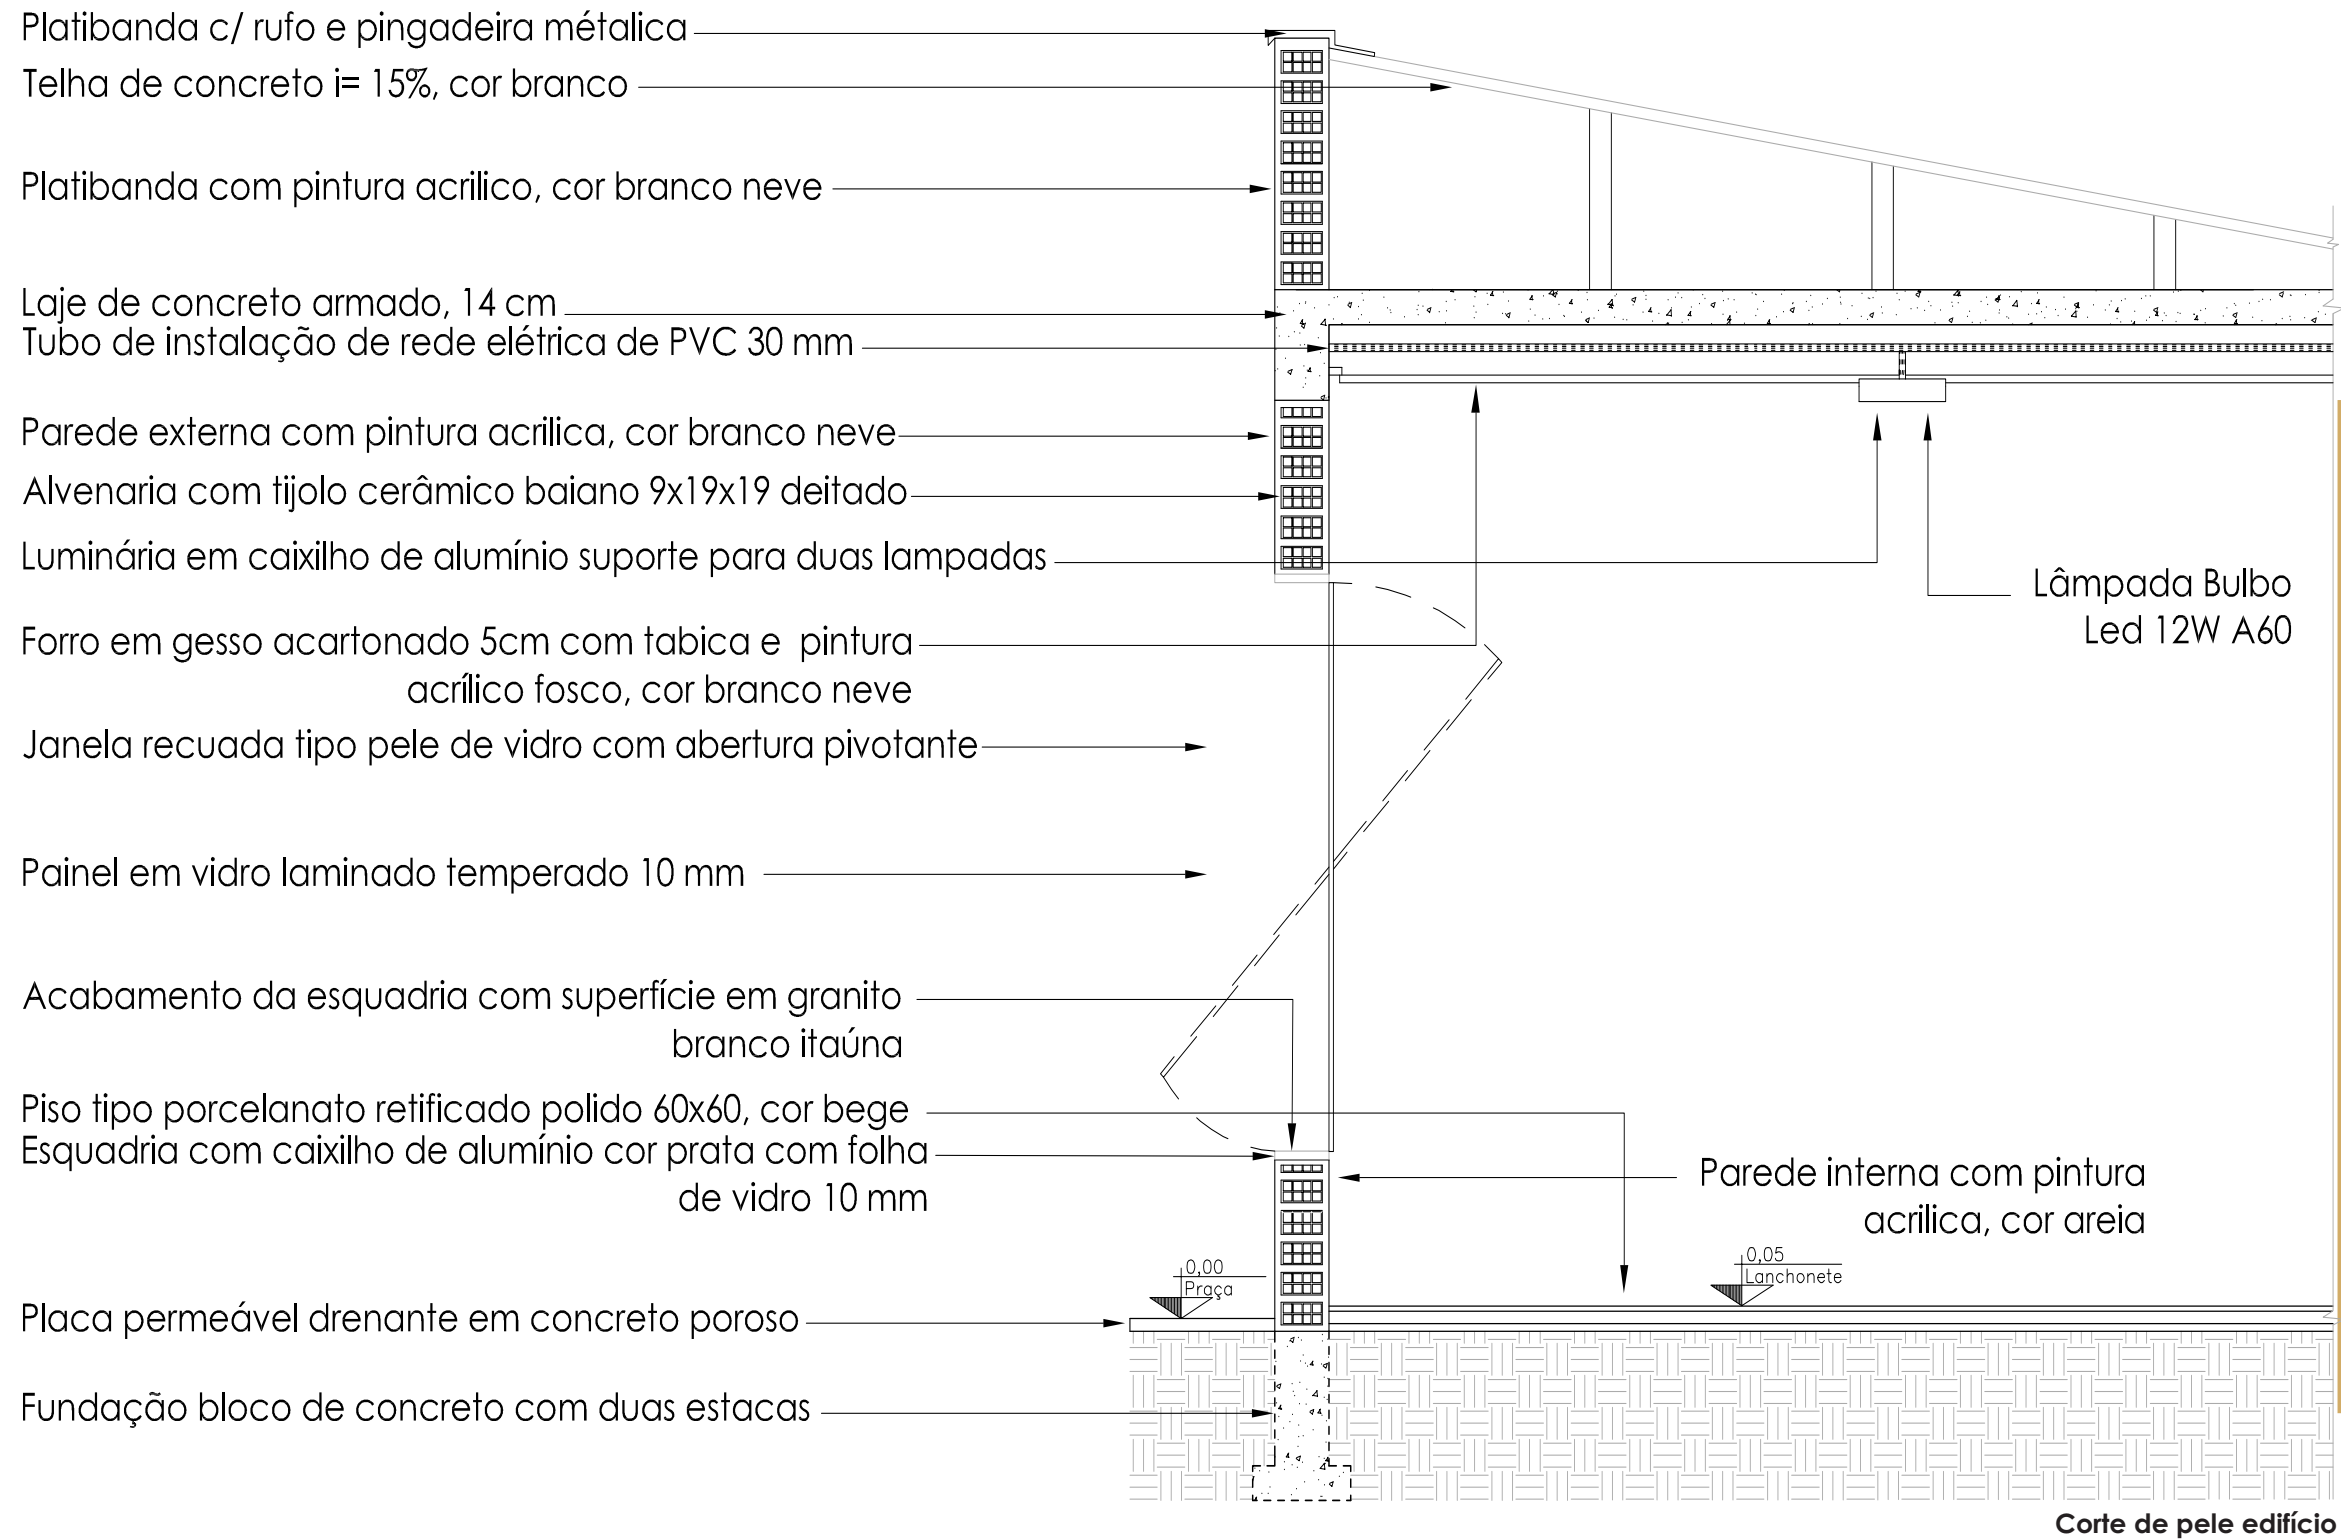 Platibanda c/ rufo e pingadeira métalica
Telha de concreto i= 15%, cor branco
Platibanda com pintura acrilico, cor branco neve
Laje de concreto armado, 14 cm
Tubo de instalação de rede elétrica de PVC 30 mm
Parede externa com pintura acrilica, cor branco neve
Alvenaria com tijolo cerâmico baiano 9x19x19 deitado
Luminária em caixilho de alumínio suporte para duas lampadas
Lâmpada Bulbo
Led 12W A60
Forro em gesso acartonado 5cm com tabica e pintura
acrílico fosco, cor branco neve
Janela recuada tipo pele de vidro com abertura pivotante
Painel em vidro laminado temperado 10 mm
Acabamento da esquadria com superfície em granito
branco itaúna
Piso tipo porcelanato retificado polido 60x60, cor bege
Esquadria com caixilho de alumínio cor prata com folha
de vidro 10 mm
Parede interna com pintura
acrilica, cor areia
0,00
Praça
0,05
Lanchonete
Placa permeável drenante em concreto poroso
Fundação bloco de concreto com duas estacas
Corte de pele edifício